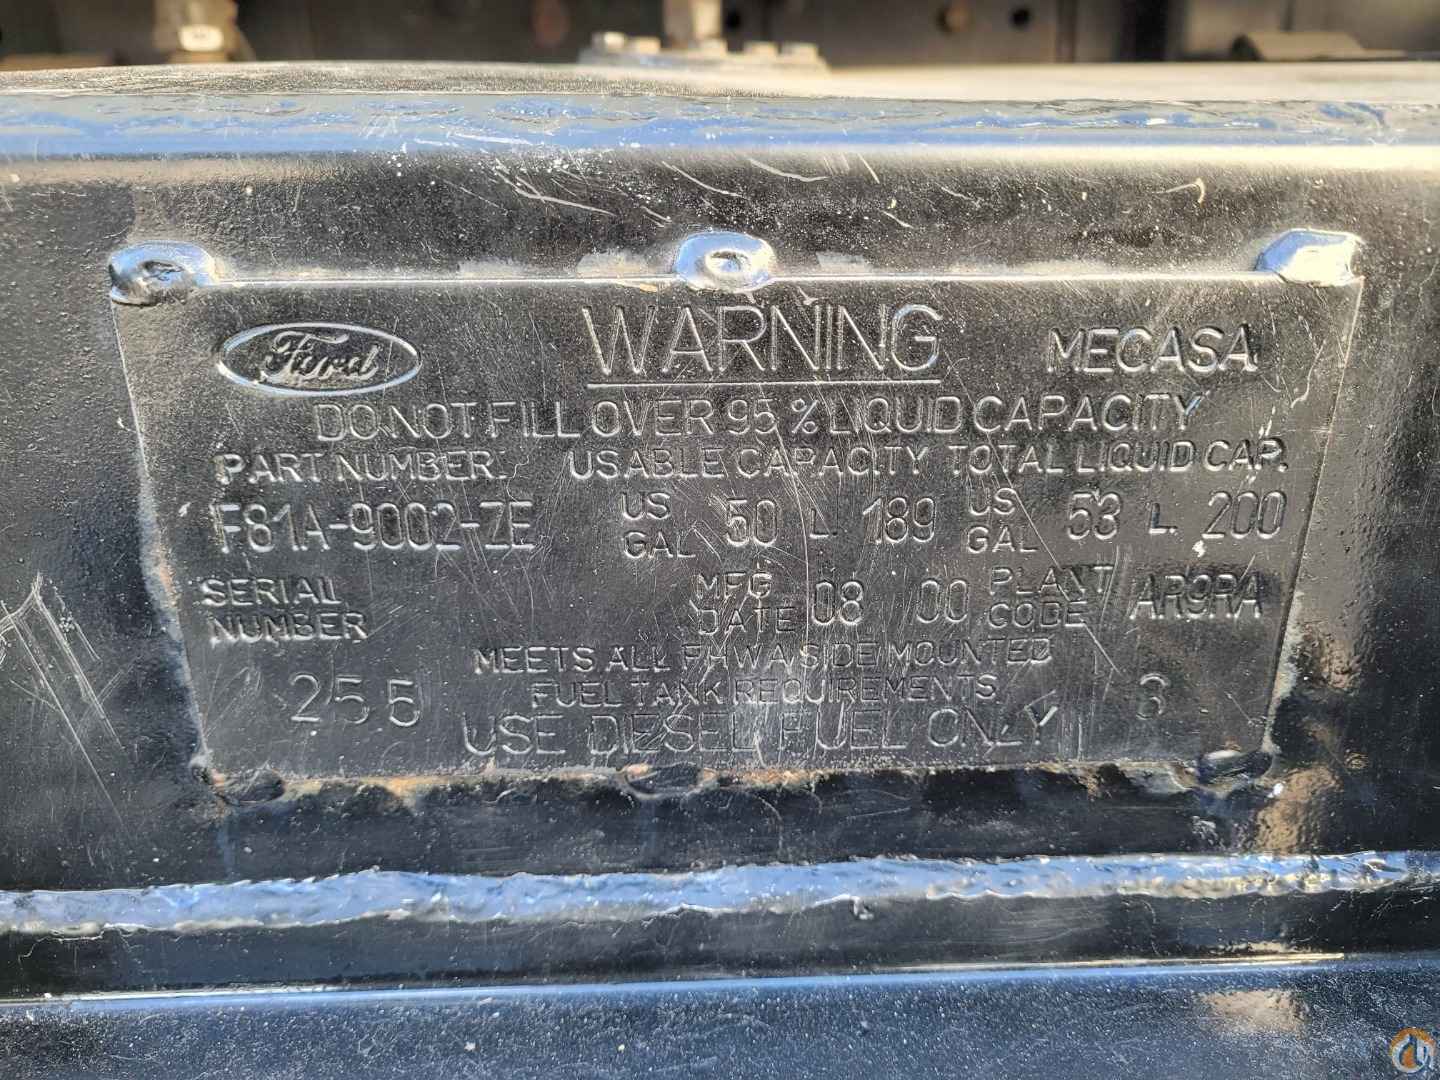 Ford WARNING MECASA
DO NOT FILL OVER 95 % LIQUID CAPACITY
PART NUMBER. USABLE CAPACITY TOTAL LIQUID CAP.
F81A-9002-ZE US GAL 50 L 189 US GAL 53 L. 200
SERIAL NUMBER MFG DATE 08 00 PLANT CODE AR9RA
MEETS ALL FHWA SIDE MOUNTED
255 FUEL TANK REQUIREMENTS 3
USE DIESEL FUEL ONLY